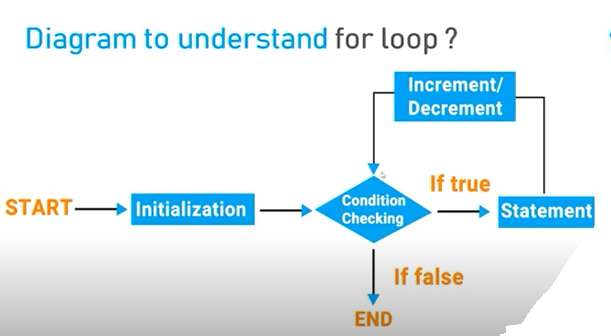 Diagram to understand for loop ?
Increment/
Decrement
START
Initialization
Condition
Checking
If true
Statement
If false
END